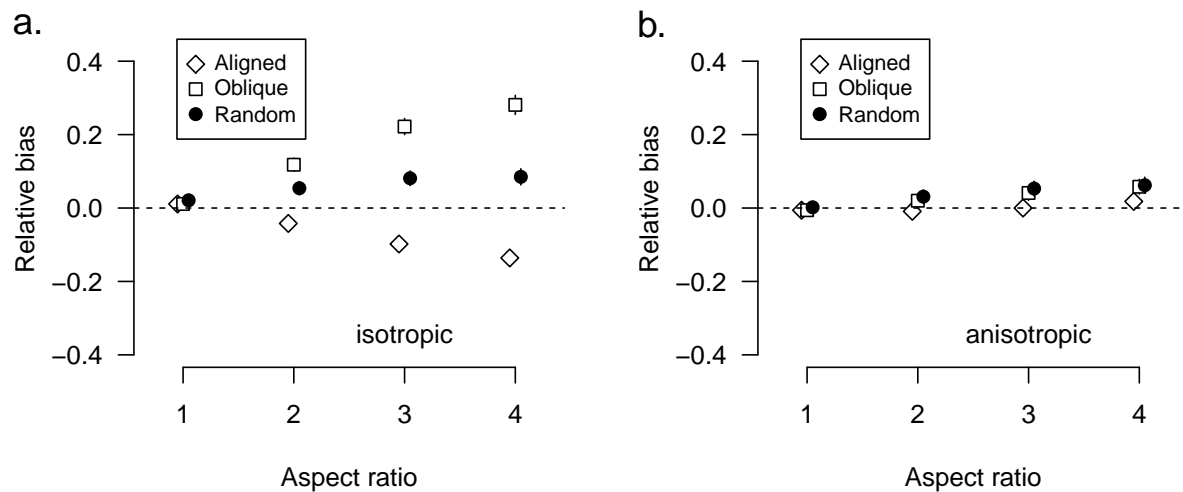 a.
Aligned
Oblique
Random
Relative bias
0.4
0.2
0.0
−0.2
−0.4
isotropic
1 2 3 4
Aspect ratio
b.
Aligned
Oblique
Random
Relative bias
0.4
0.2
0.0
−0.2
−0.4
anisotropic
1 2 3 4
Aspect ratio